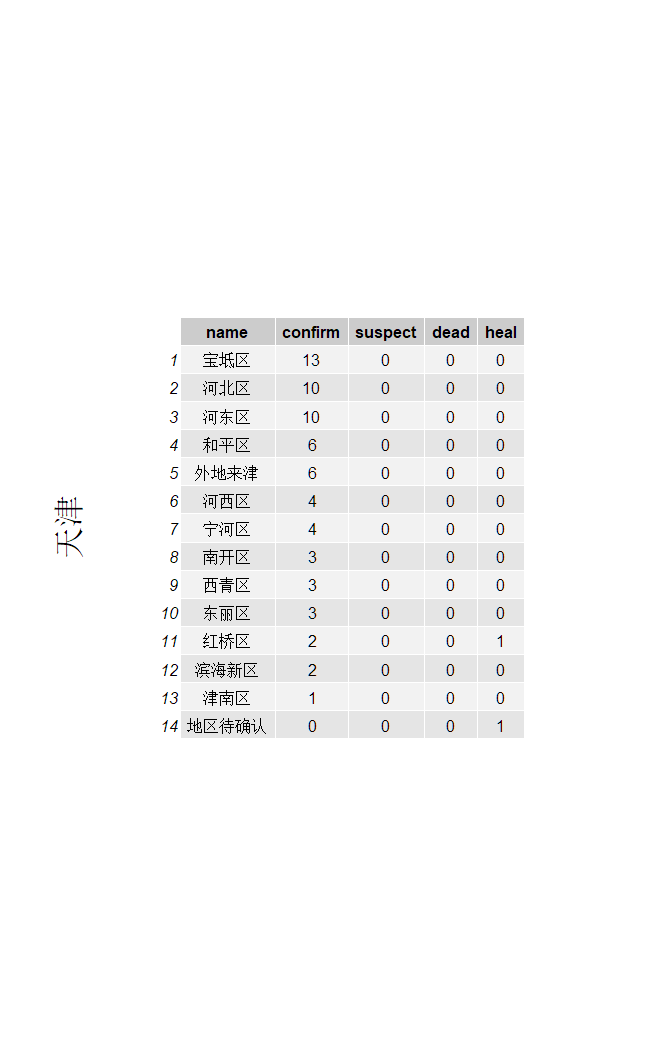 天津
name confirm suspect dead heal
1 宝坻区 13 0 0 0
2 河北区 10 0 0 0
3 河东区 10 0 0 0
4 和平区 6 0 0 0
5 外地来津 6 0 0 0
6 河西区 4 0 0 0
7 宁河区 4 0 0 0
8 南开区 3 0 0 0
9 西青区 3 0 0 0
10 东丽区 3 0 0 0
11 红桥区 2 0 0 1
12 滨海新区 2 0 0 0
13 津南区 1 0 0 0
14 地区待确认 0 0 0 1